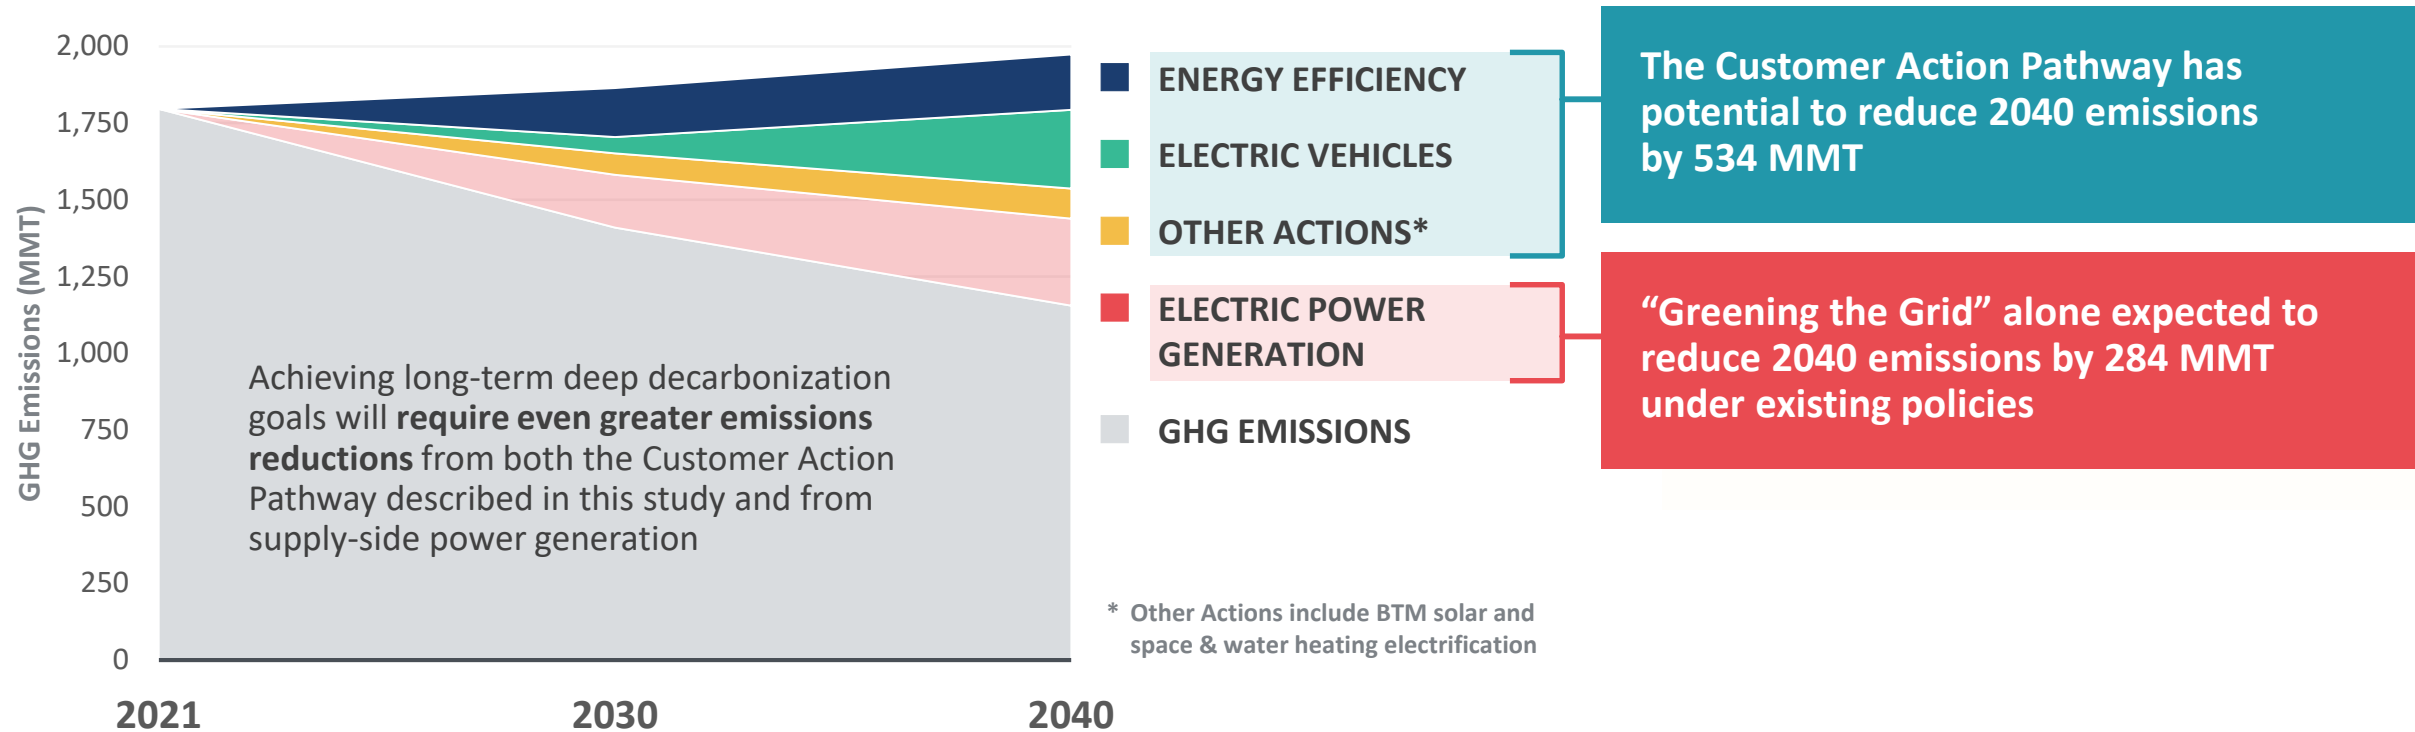 2,000
1,750
1,500
1,250
1,000
750
500
250
0
GHG Emissions (MMT)
2021
2030
2040
Achieving long-term deep decarbonization
goals will require even greater emissions
reductions from both the Customer Action
Pathway described in this study and from
supply-side power generation
ENERGY EFFICIENCY
ELECTRIC VEHICLES
OTHER ACTIONS*
ELECTRIC POWER
GENERATION
GHG EMISSIONS
* Other Actions include BTM solar and
space & water heating electrification
The Customer Action Pathway has
potential to reduce 2040 emissions
by 534 MMT
“Greening the Grid” alone expected to
reduce 2040 emissions by 284 MMT
under existing policies